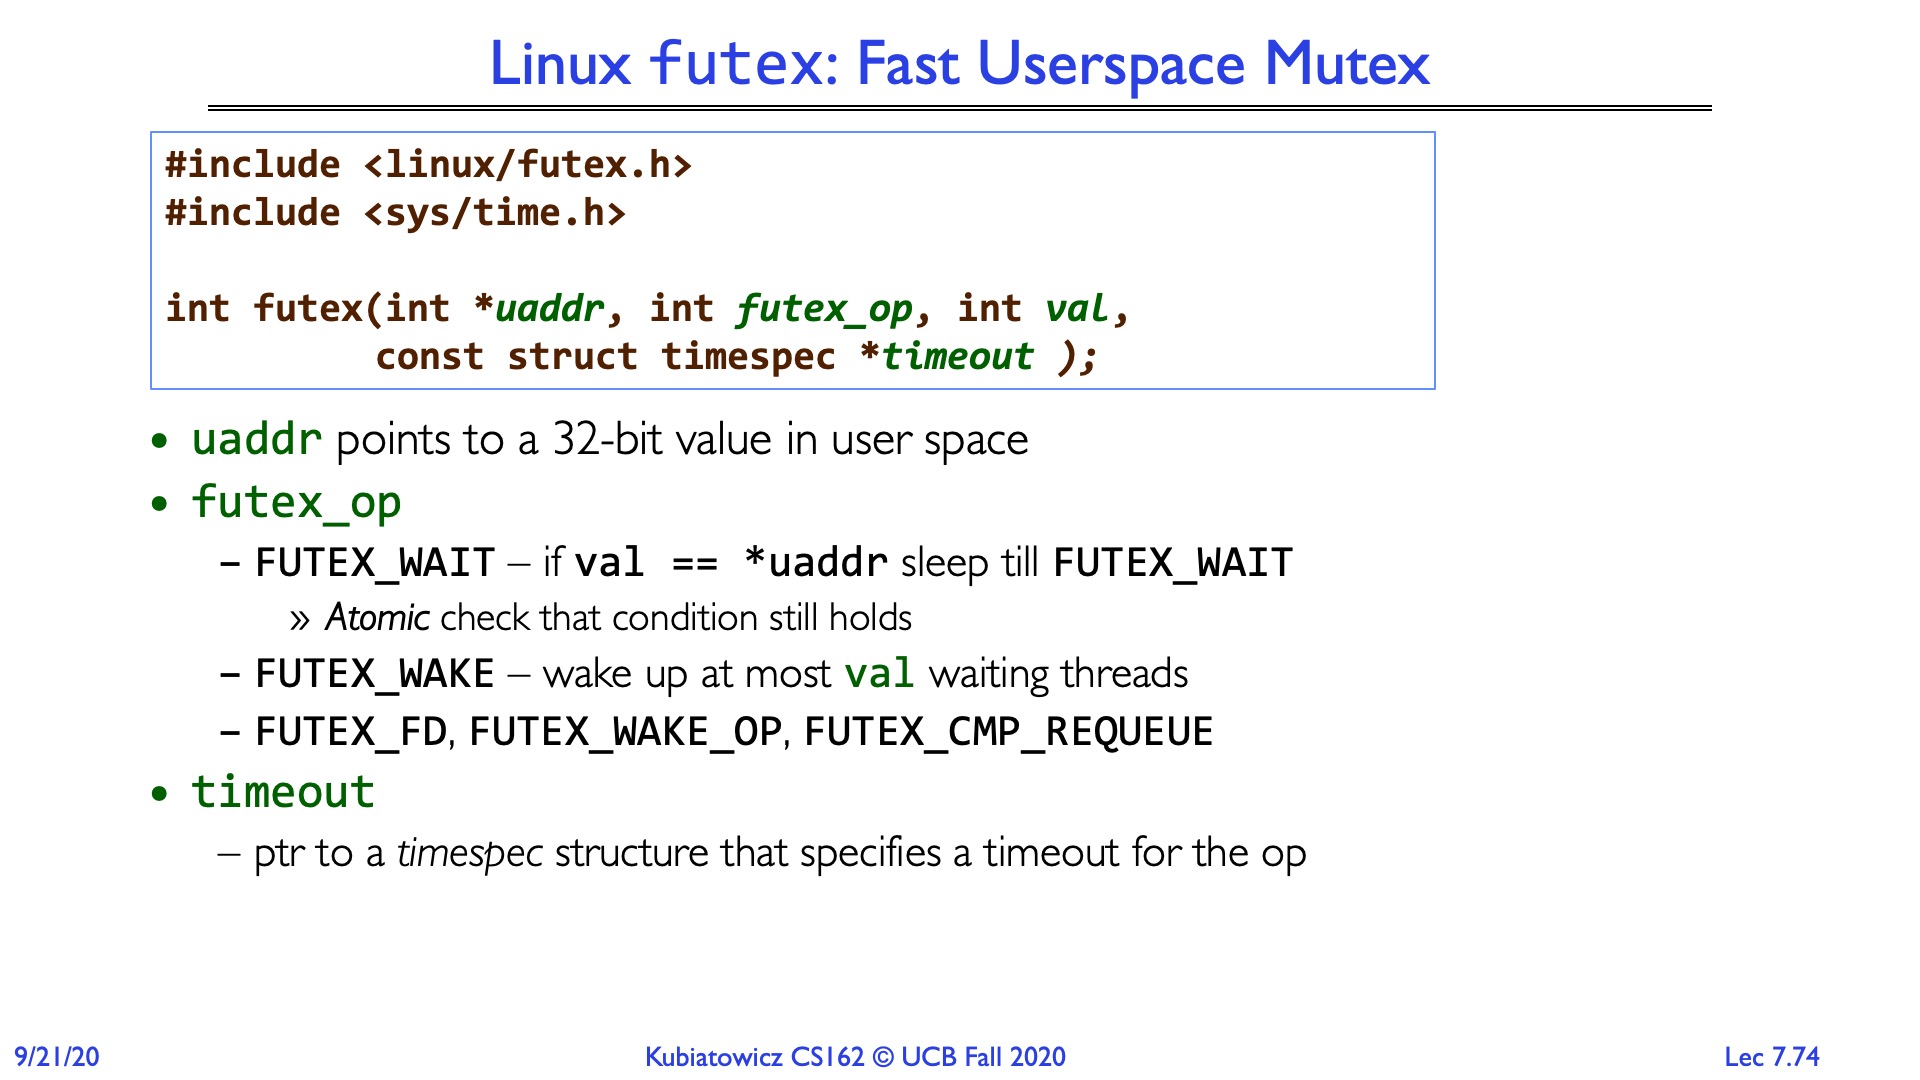 Linux futex: Fast Userspace Mutex
#include <linux/futex.h>
#include <sys/time.h>
int futex(int *uaddr, int futex_op, int val,
const struct timespec *timeout );
• uaddr points to a 32-bit value in user space
• futex_op
– FUTEX_WAIT – if val == *uaddr sleep till FUTEX_WAIT
» Atomic check that condition still holds
– FUTEX_WAKE – wake up at most val waiting threads
– FUTEX_FD, FUTEX_WAKE_OP, FUTEX_CMP_REQUEUE
• timeout
– ptr to a timespec structure that specifies a timeout for the op
9/21/20
Kubiatowicz CS162 © UCB Fall 2020
Lec 7.74